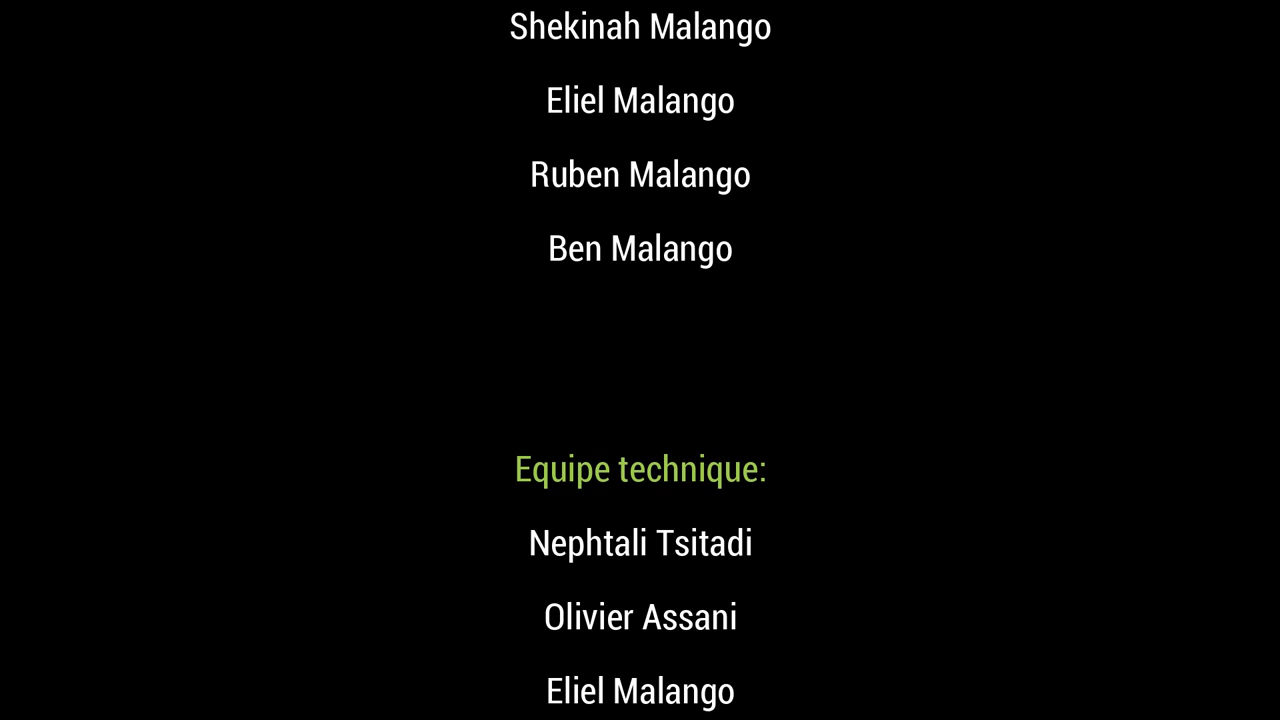 Shekinah Malango
Eliel Malango
Ruben Malango
Ben Malango
Equipe technique:
Nephtali Tsitadi
Olivier Assani
Eliel Malango